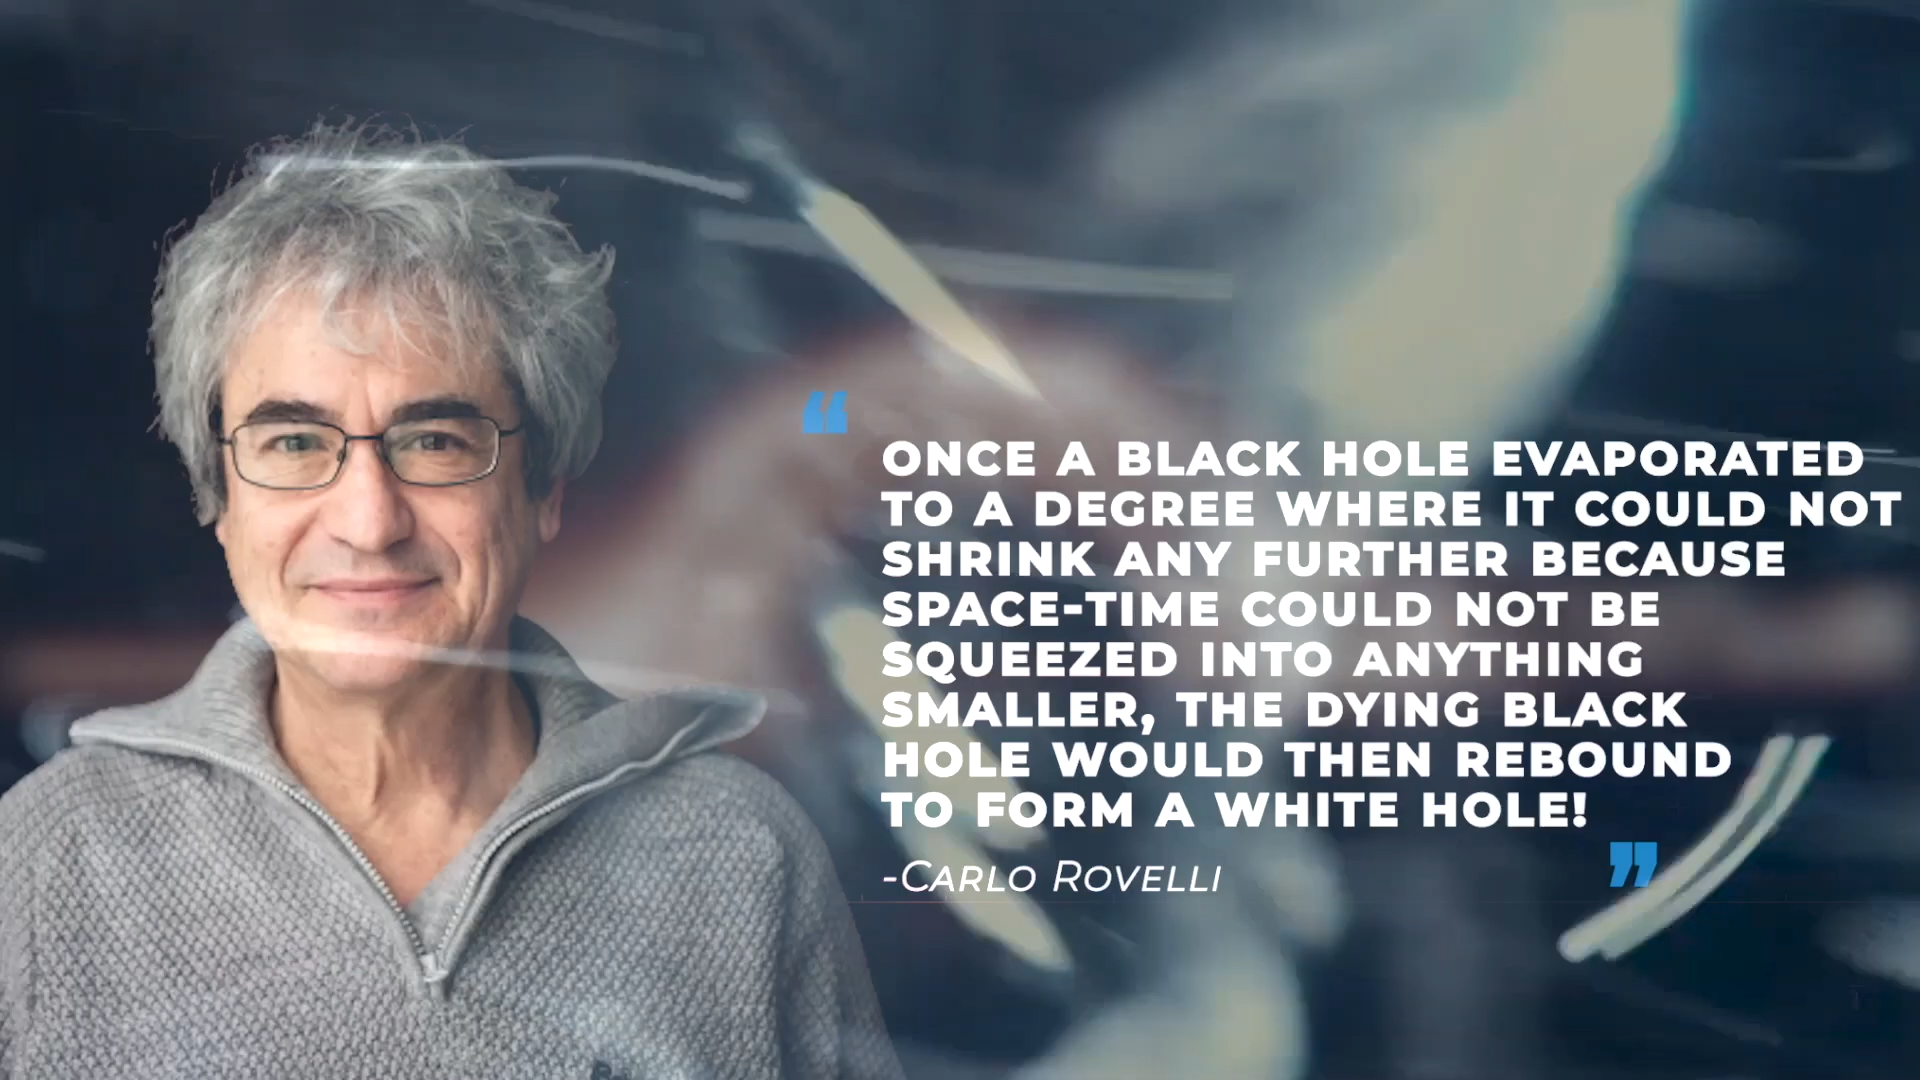 “
ONCE A BLACK HOLE EVAPORATED
TO A DEGREE WHERE IT COULD NOT
SHRINK ANY FURTHER BECAUSE
SPACE-TIME COULD NOT BE
SQUEEZED INTO ANYTHING
SMALLER, THE DYING BLACK
HOLE WOULD THEN REBOUND
TO FORM A WHITE HOLE!
”
-CARLO ROVELLI